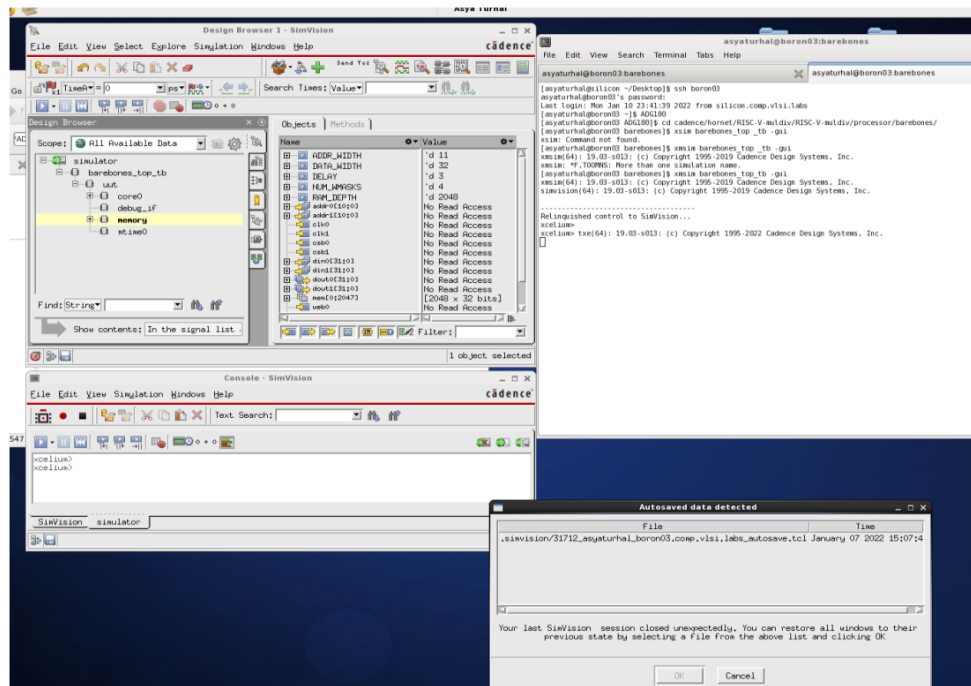 Asya Turhal
Design Browser 1 - SimVision
File Edit View Select Explore Simulation Windows Help
cādence
Send To:
Go
TimeA = 0 ps
Search Times: Value
Design Browser
Scope: All Available Data
simulator
barebones_top_tb
uut
core0
debug_if
memory
mtime0
Find: String
Show contents: In the signal list
Objects Methods
Name Value
ADDR_WIDTH 'd 11
DATA_WIDTH 'd 32
DELAY 'd 3
NUM_WMASKS 'd 4
RAM_DEPTH 'd 2048
addr0[10:0] No Read Access
addr1[10:0] No Read Access
clk0 No Read Access
clk1 No Read Access
csb0 No Read Access
csb1 No Read Access
din0[31:0] No Read Access
din1[31:0] No Read Access
dout0[31:0] No Read Access
dout1[31:0] No Read Access
mem[0:2047] [2048 x 32 bits]
web0 No Read Access
Filter:
1 object selected
Console - SimVision
File Edit View Simulation Windows Help
cādence
Text Search:
547
xcelium>
xcelium>
SimVision simulator
asyaturhal@boron03:barebones
File Edit View Search Terminal Tabs Help
asyaturhal@boron03:barebones
asyaturhal@boron03:barebones
[asyaturhal@silicon ~/Desktop]$ ssh boron03
asyaturhal@boron03's password:
Last login: Mon Jan 10 23:41:39 2022 from silicon.comp.vlsi.labs
[asyaturhal@boron03 ~]$ ADG180
[asyaturhal@boron03 ADG180]$ cd cadence/hornet/RISC-V-muldiv/RISC-V-muldiv/processor/barebones/
[asyaturhal@boron03 barebones]$ xsim barebones_top _tb -gui
xsim: Command not found.
[asyaturhal@boron03 barebones]$ xmsim barebones_top _tb -gui
xmsim(64): 19.03-s013: (c) Copyright 1995-2019 Cadence Design Systems, Inc.
xmsim: *F,TOOMNS: More than one simulation name.
[asyaturhal@boron03 barebones]$ xmsim barebones_top_tb -gui
xmsim(64): 19.03-s013: (c) Copyright 1995-2019 Cadence Design Systems, Inc.
simvision(64): 19.03-s013: (c) Copyright 1995-2019 Cadence Design Systems, Inc.
-----------------------------------
Relinquished control to SimVision...
xcelium>
xcelium> txe(64): 19.03-s013: (c) Copyright 1995-2022 Cadence Design Systems, Inc.
Autosaved data detected
File Time
.simvision/31712_asyaturhal_boron03.comp.vlsi.labs_autosave.tcl January 07 2022 15:07:4
Your last SimVision session closed unexpectedly. You can restore all windows to their
previous state by selecting a file from the above list and clicking OK
OK Cancel